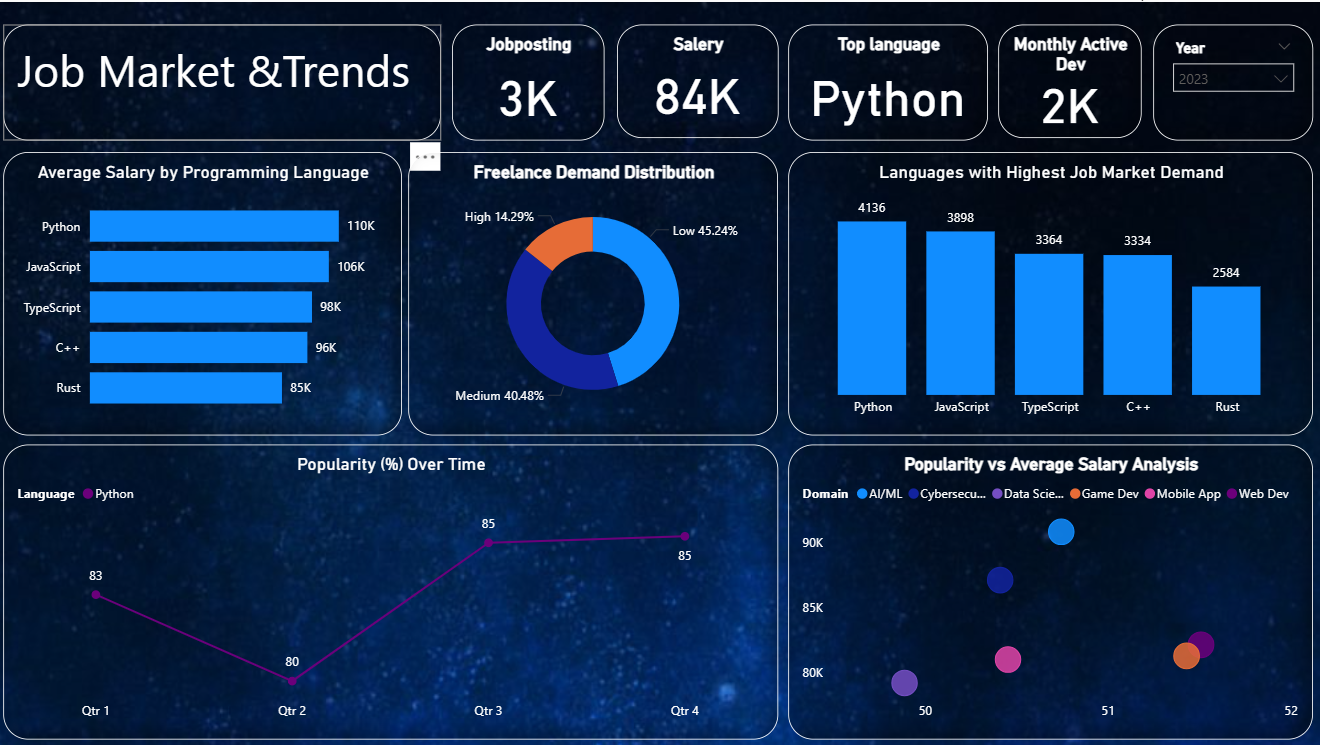 Job Market &Trends
Jobposting
3K
Salery
84K
Top language
Python
Monthly Active
Dev
2K
Year
2023
Average Salary by Programming Language
Python 110K
JavaScript 106K
TypeScript 98K
C++ 96K
Rust 85K
Freelance Demand Distribution
High 14.29%
Low 45.24%
Medium 40.48%
Languages with Highest Job Market Demand
4136
3898
3364
3334
2584
Python JavaScript TypeScript C++ Rust
Popularity (%) Over Time
Language Python
83
80
85
85
Qtr 1 Qtr 2 Qtr 3 Qtr 4
Popularity vs Average Salary Analysis
Domain AI/ML Cybersecu... Data Scie... Game Dev Mobile App Web Dev
90K
85K
80K
50 51 52